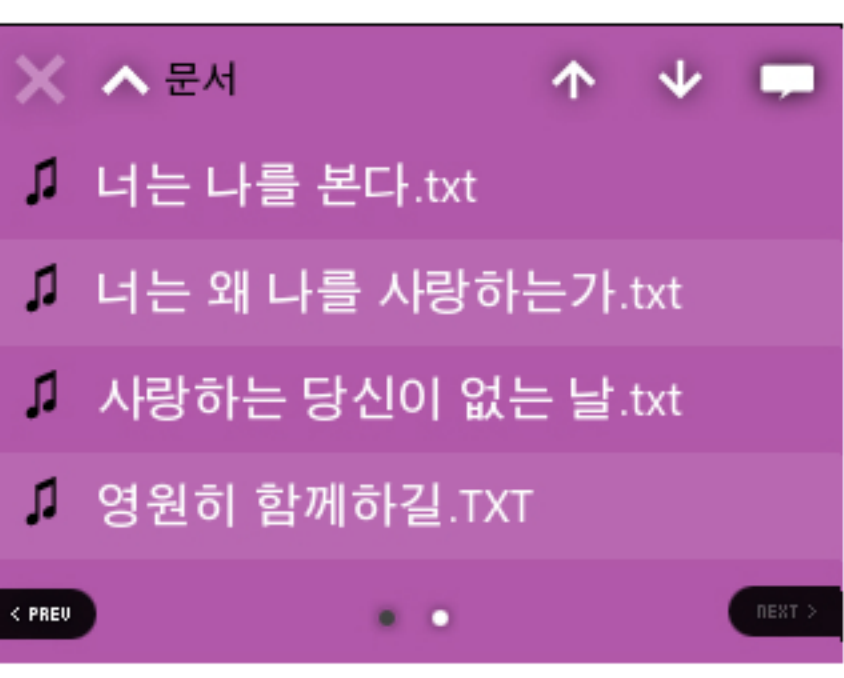 문서
너는 나를 본다.txt
너는 왜 나를 사랑하는가.txt
사랑하는 당신이 없는 날.txt
영원히 함께하길.TXT
< PREV
NEXT >